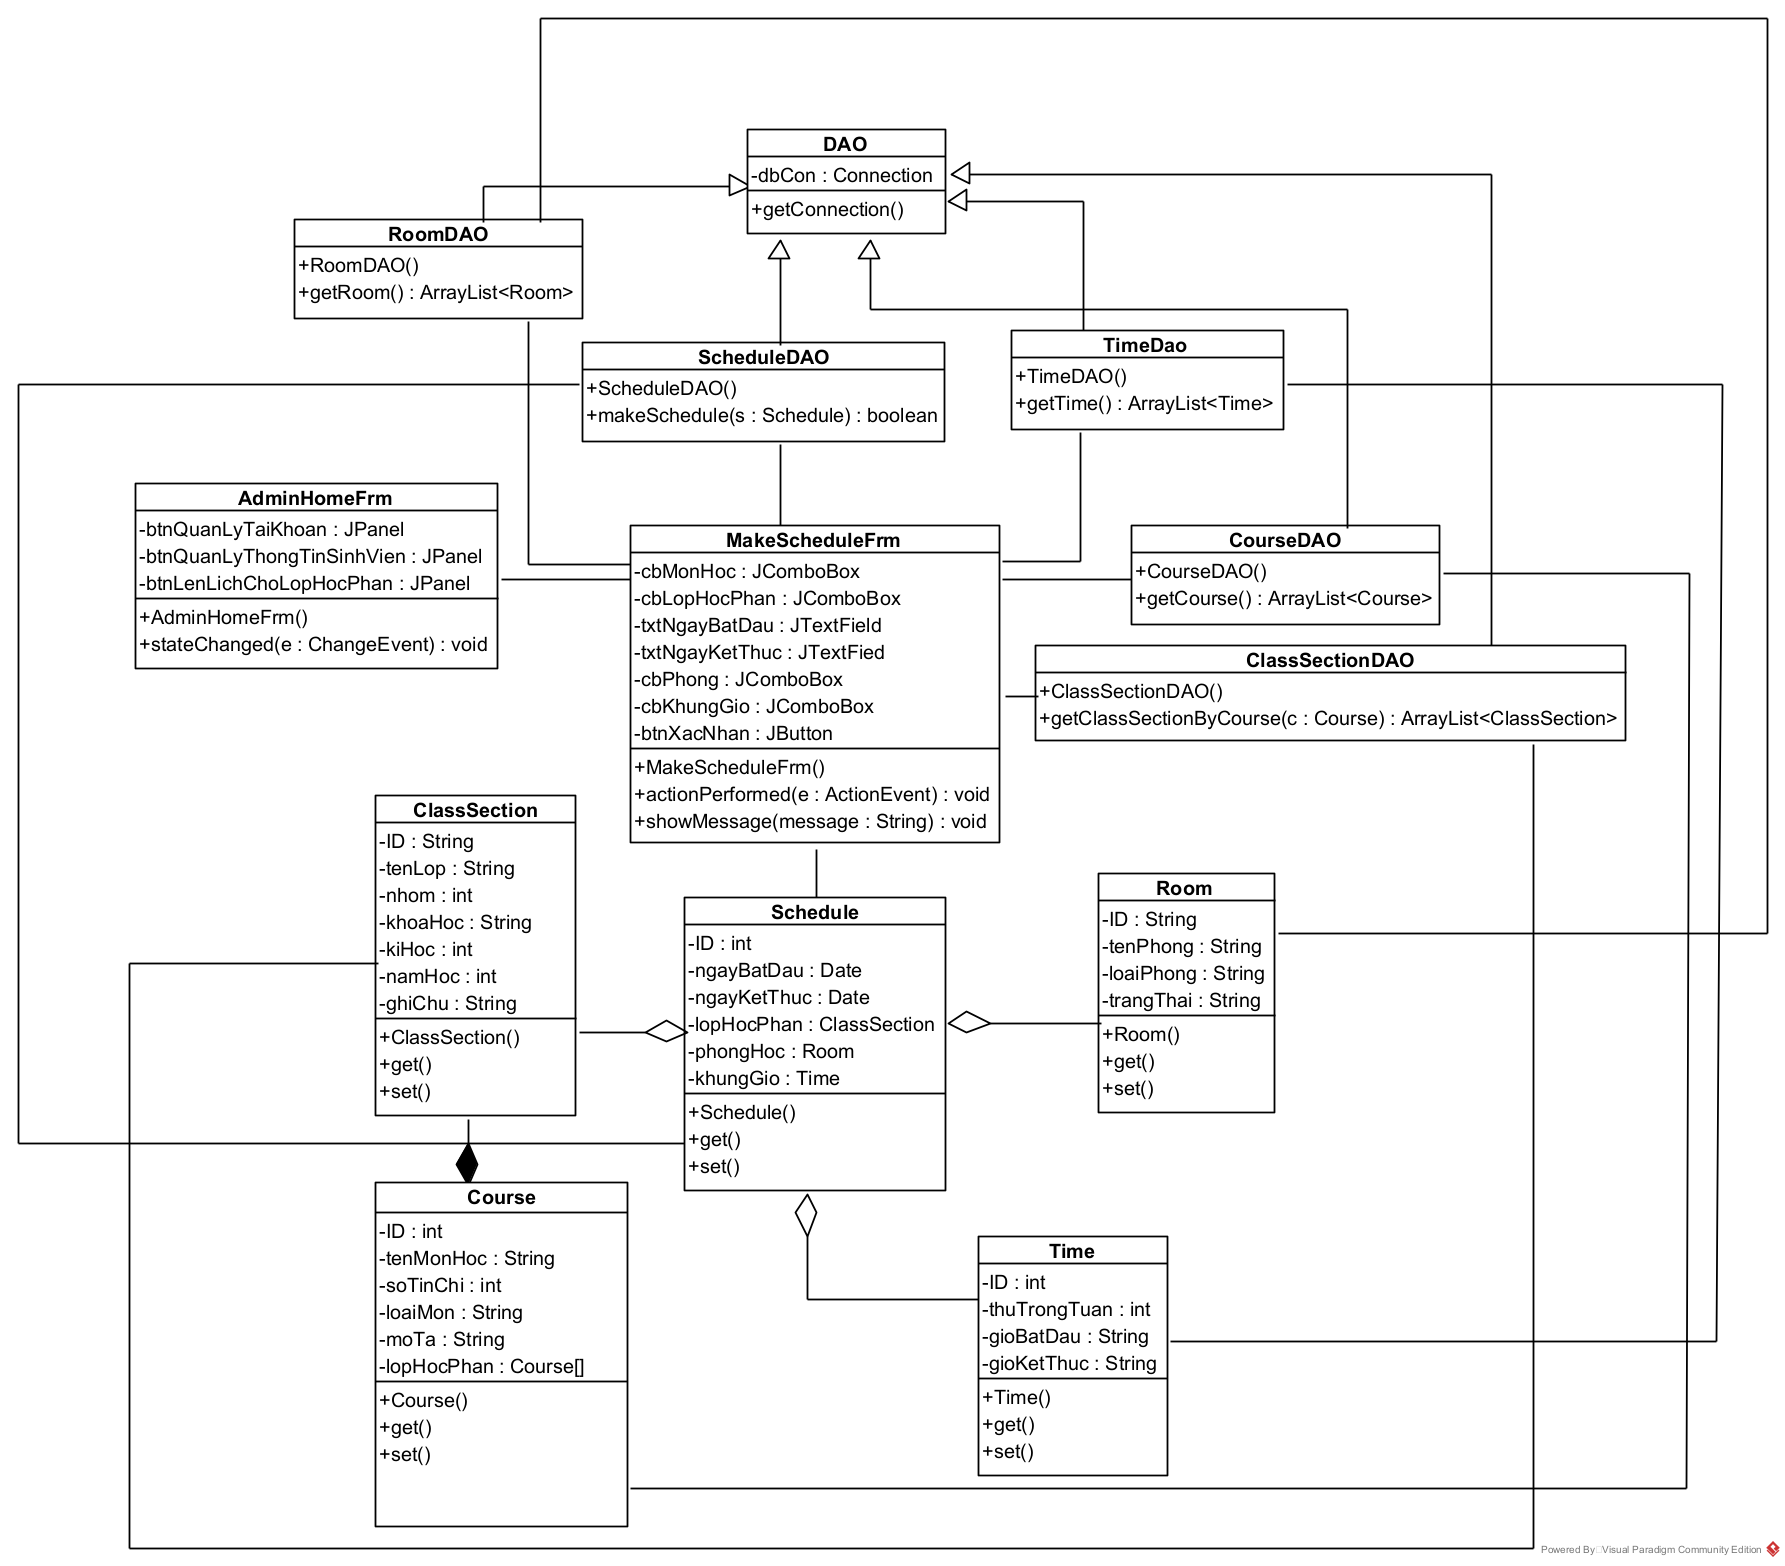 DAO
-dbCon : Connection
+getConnection()
RoomDAO
+RoomDAO()
+getRoom() : ArrayList<Room>
ScheduleDAO
+ScheduleDAO()
+makeSchedule(s : Schedule) : boolean
TimeDao
+TimeDAO()
+getTime() : ArrayList<Time>
AdminHomeFrm
-btnQuanLyTaiKhoan : JPanel
-btnQuanLyThongTinSinhVien : JPanel
-btnLenLichChoLopHocPhan : JPanel
+AdminHomeFrm()
+stateChanged(e : ChangeEvent) : void
MakeScheduleFrm
-cbMonHoc : JComboBox
-cbLopHocPhan : JComboBox
-txtNgayBatDau : JTextField
-txtNgayKetThuc : JTextFied
-cbPhong : JComboBox
-cbKhungGio : JComboBox
-btnXacNhan : JButton
+MakeScheduleFrm()
+actionPerformed(e : ActionEvent) : void
+showMessage(message : String) : void
CourseDAO
+CourseDAO()
+getCourse() : ArrayList<Course>
ClassSectionDAO
+ClassSectionDAO()
+getClassSectionByCourse(c : Course) : ArrayList<ClassSection>
ClassSection
-ID : String
-tenLop : String
-nhom : int
-khoaHoc : String
-kiHoc : int
-namHoc : int
-ghiChu : String
+ClassSection()
+get()
+set()
Schedule
-ID : int
-ngayBatDau : Date
-ngayKetThuc : Date
-lopHocPhan : ClassSection
-phongHoc : Room
-khungGio : Time
+Schedule()
+get()
+set()
Room
-ID : String
-tenPhong : String
-loaiPhong : String
-trangThai : String
+Room()
+get()
+set()
Course
-ID : int
-tenMonHoc : String
-soTinChi : int
-loaiMon : String
-moTa : String
-lopHocPhan : Course[]
+Course()
+get()
+set()
Time
-ID : int
-thuTrongTuan : int
-gioBatDau : String
-gioKetThuc : String
+Time()
+get()
+set()
Powered By Visual Paradigm Community Edition